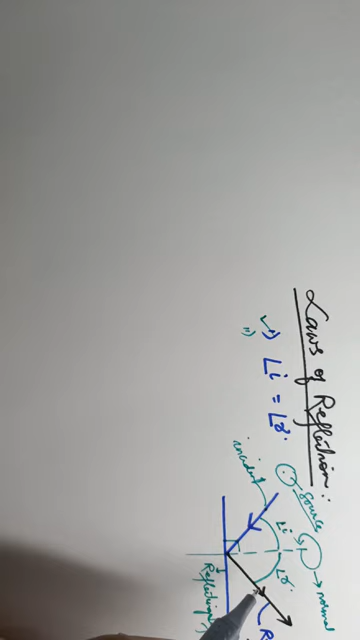 Laws of Reflection:
i) ∠i = ∠r.
ii)
Source
normal
incident
∠i
∠r
Reflecting
R